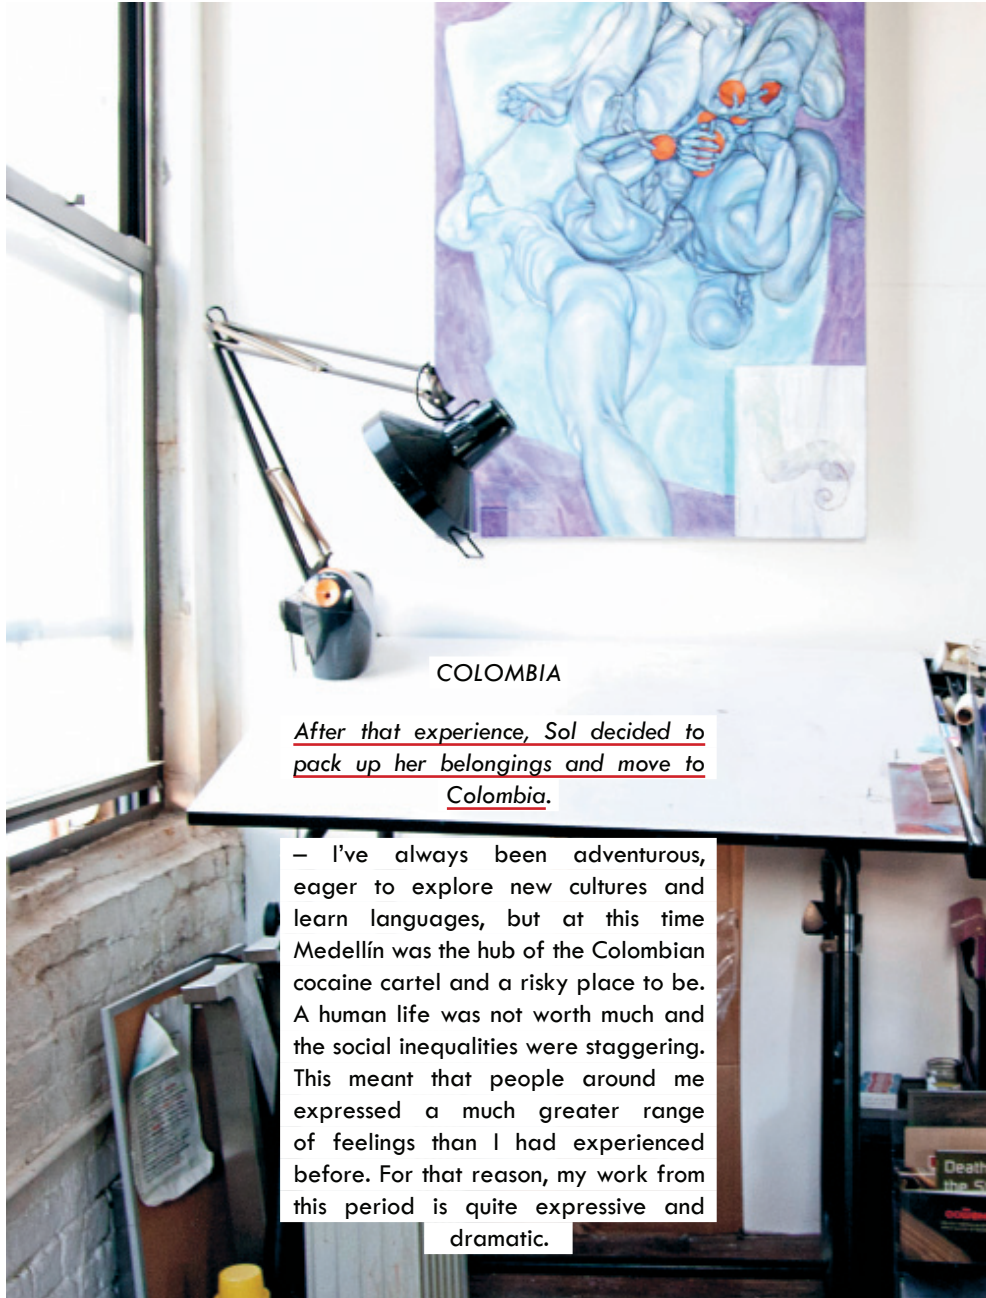 COLOMBIA
After that experience, Sol decided to
pack up her belongings and move to
Colombia.
– I’ve always been adventurous,
eager to explore new cultures and
learn languages, but at this time
Medellín was the hub of the Colombian
cocaine cartel and a risky place to be.
A human life was not worth much and
the social inequalities were staggering.
This meant that people around me
expressed a much greater range
of feelings than I had experienced
before. For that reason, my work from
this period is quite expressive and
dramatic.
Death
the